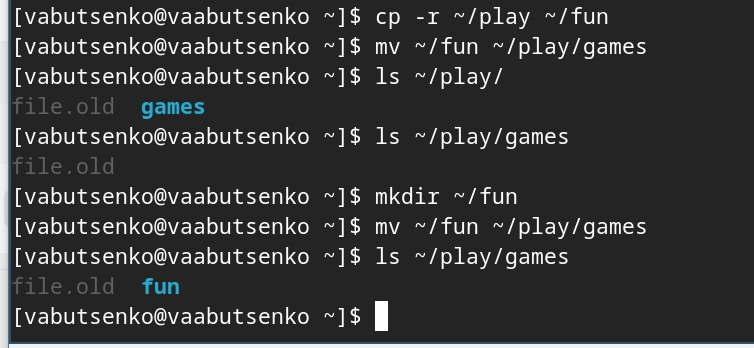 [vabutsenko@vaabutsenko ~]$ cp -r ~/play ~/fun
[vabutsenko@vaabutsenko ~]$ mv ~/fun ~/play/games
[vabutsenko@vaabutsenko ~]$ ls ~/play/
file.old  games
[vabutsenko@vaabutsenko ~]$ ls ~/play/games
file.old
[vabutsenko@vaabutsenko ~]$ mkdir ~/fun
[vabutsenko@vaabutsenko ~]$ mv ~/fun ~/play/games
[vabutsenko@vaabutsenko ~]$ ls ~/play/games
file.old  fun
[vabutsenko@vaabutsenko ~]$